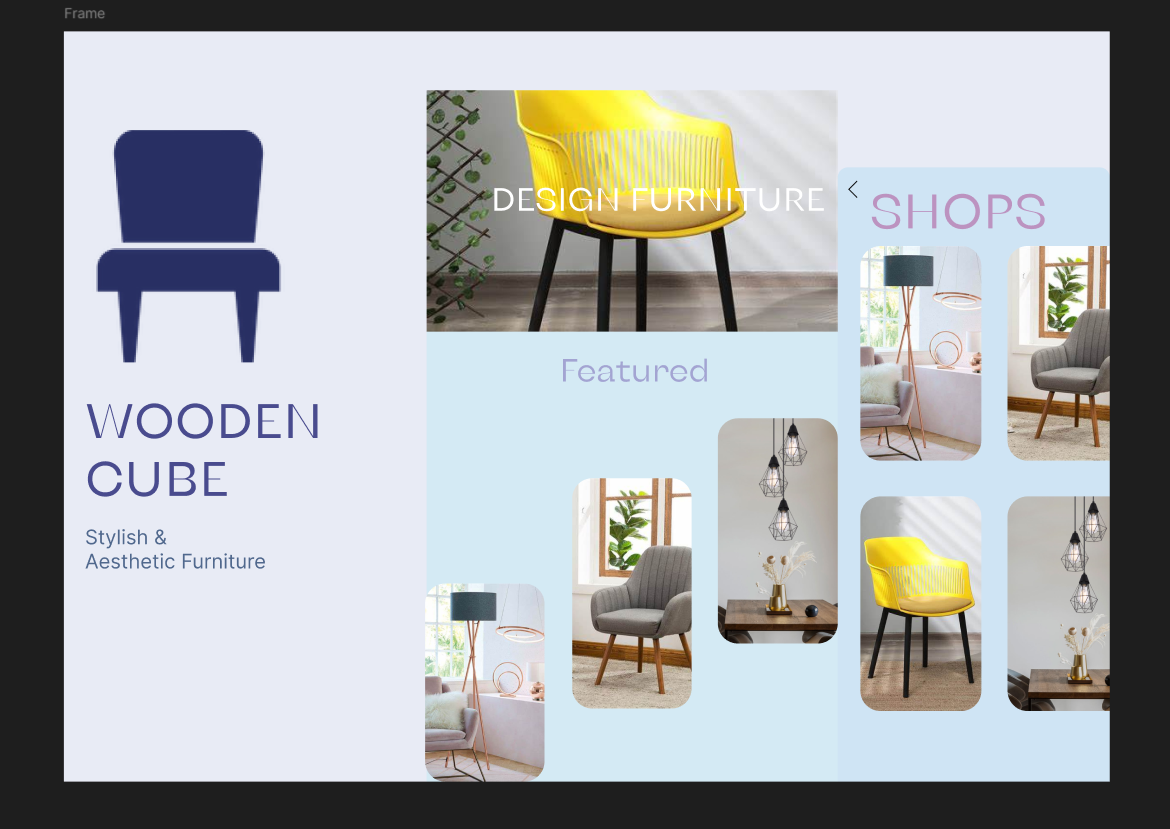 Frame
WOODEN
CUBE
Stylish &
Aesthetic Furniture
DESIGN FURNITURE
Featured
SHOPS